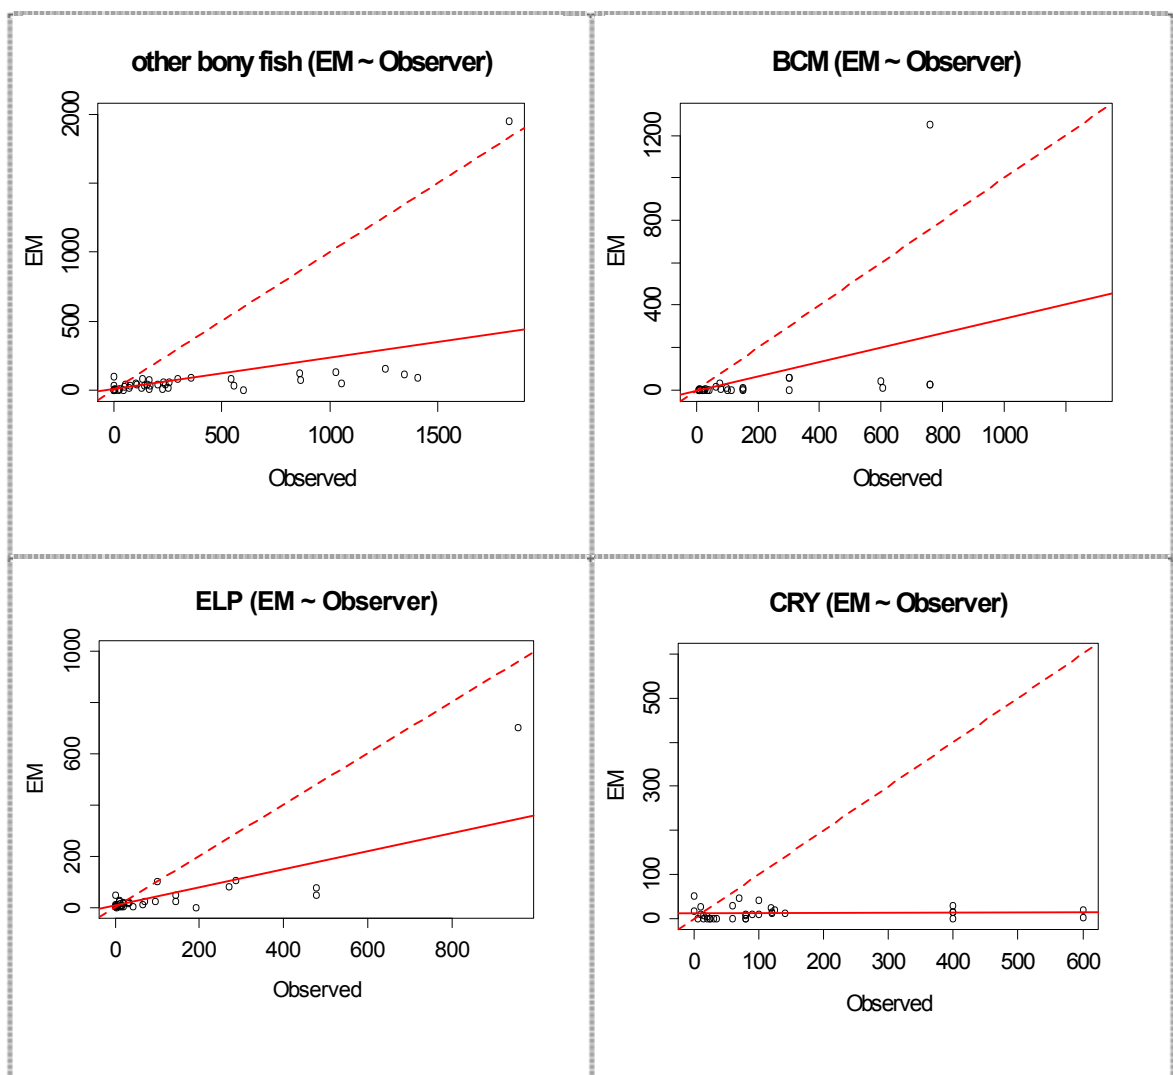 other bony fish (EM ~ Observer)
2000
1000
500
0
EM
0 500 1000 1500
Observed
BCM (EM ~ Observer)
1200
800
400
0
EM
0 200 400 600 800 1000
Observed
ELP (EM ~ Observer)
1000
600
200
0
EM
0 200 400 600 800
Observed
CRY (EM ~ Observer)
500
300
100
0
EM
0 100 200 300 400 500 600
Observed